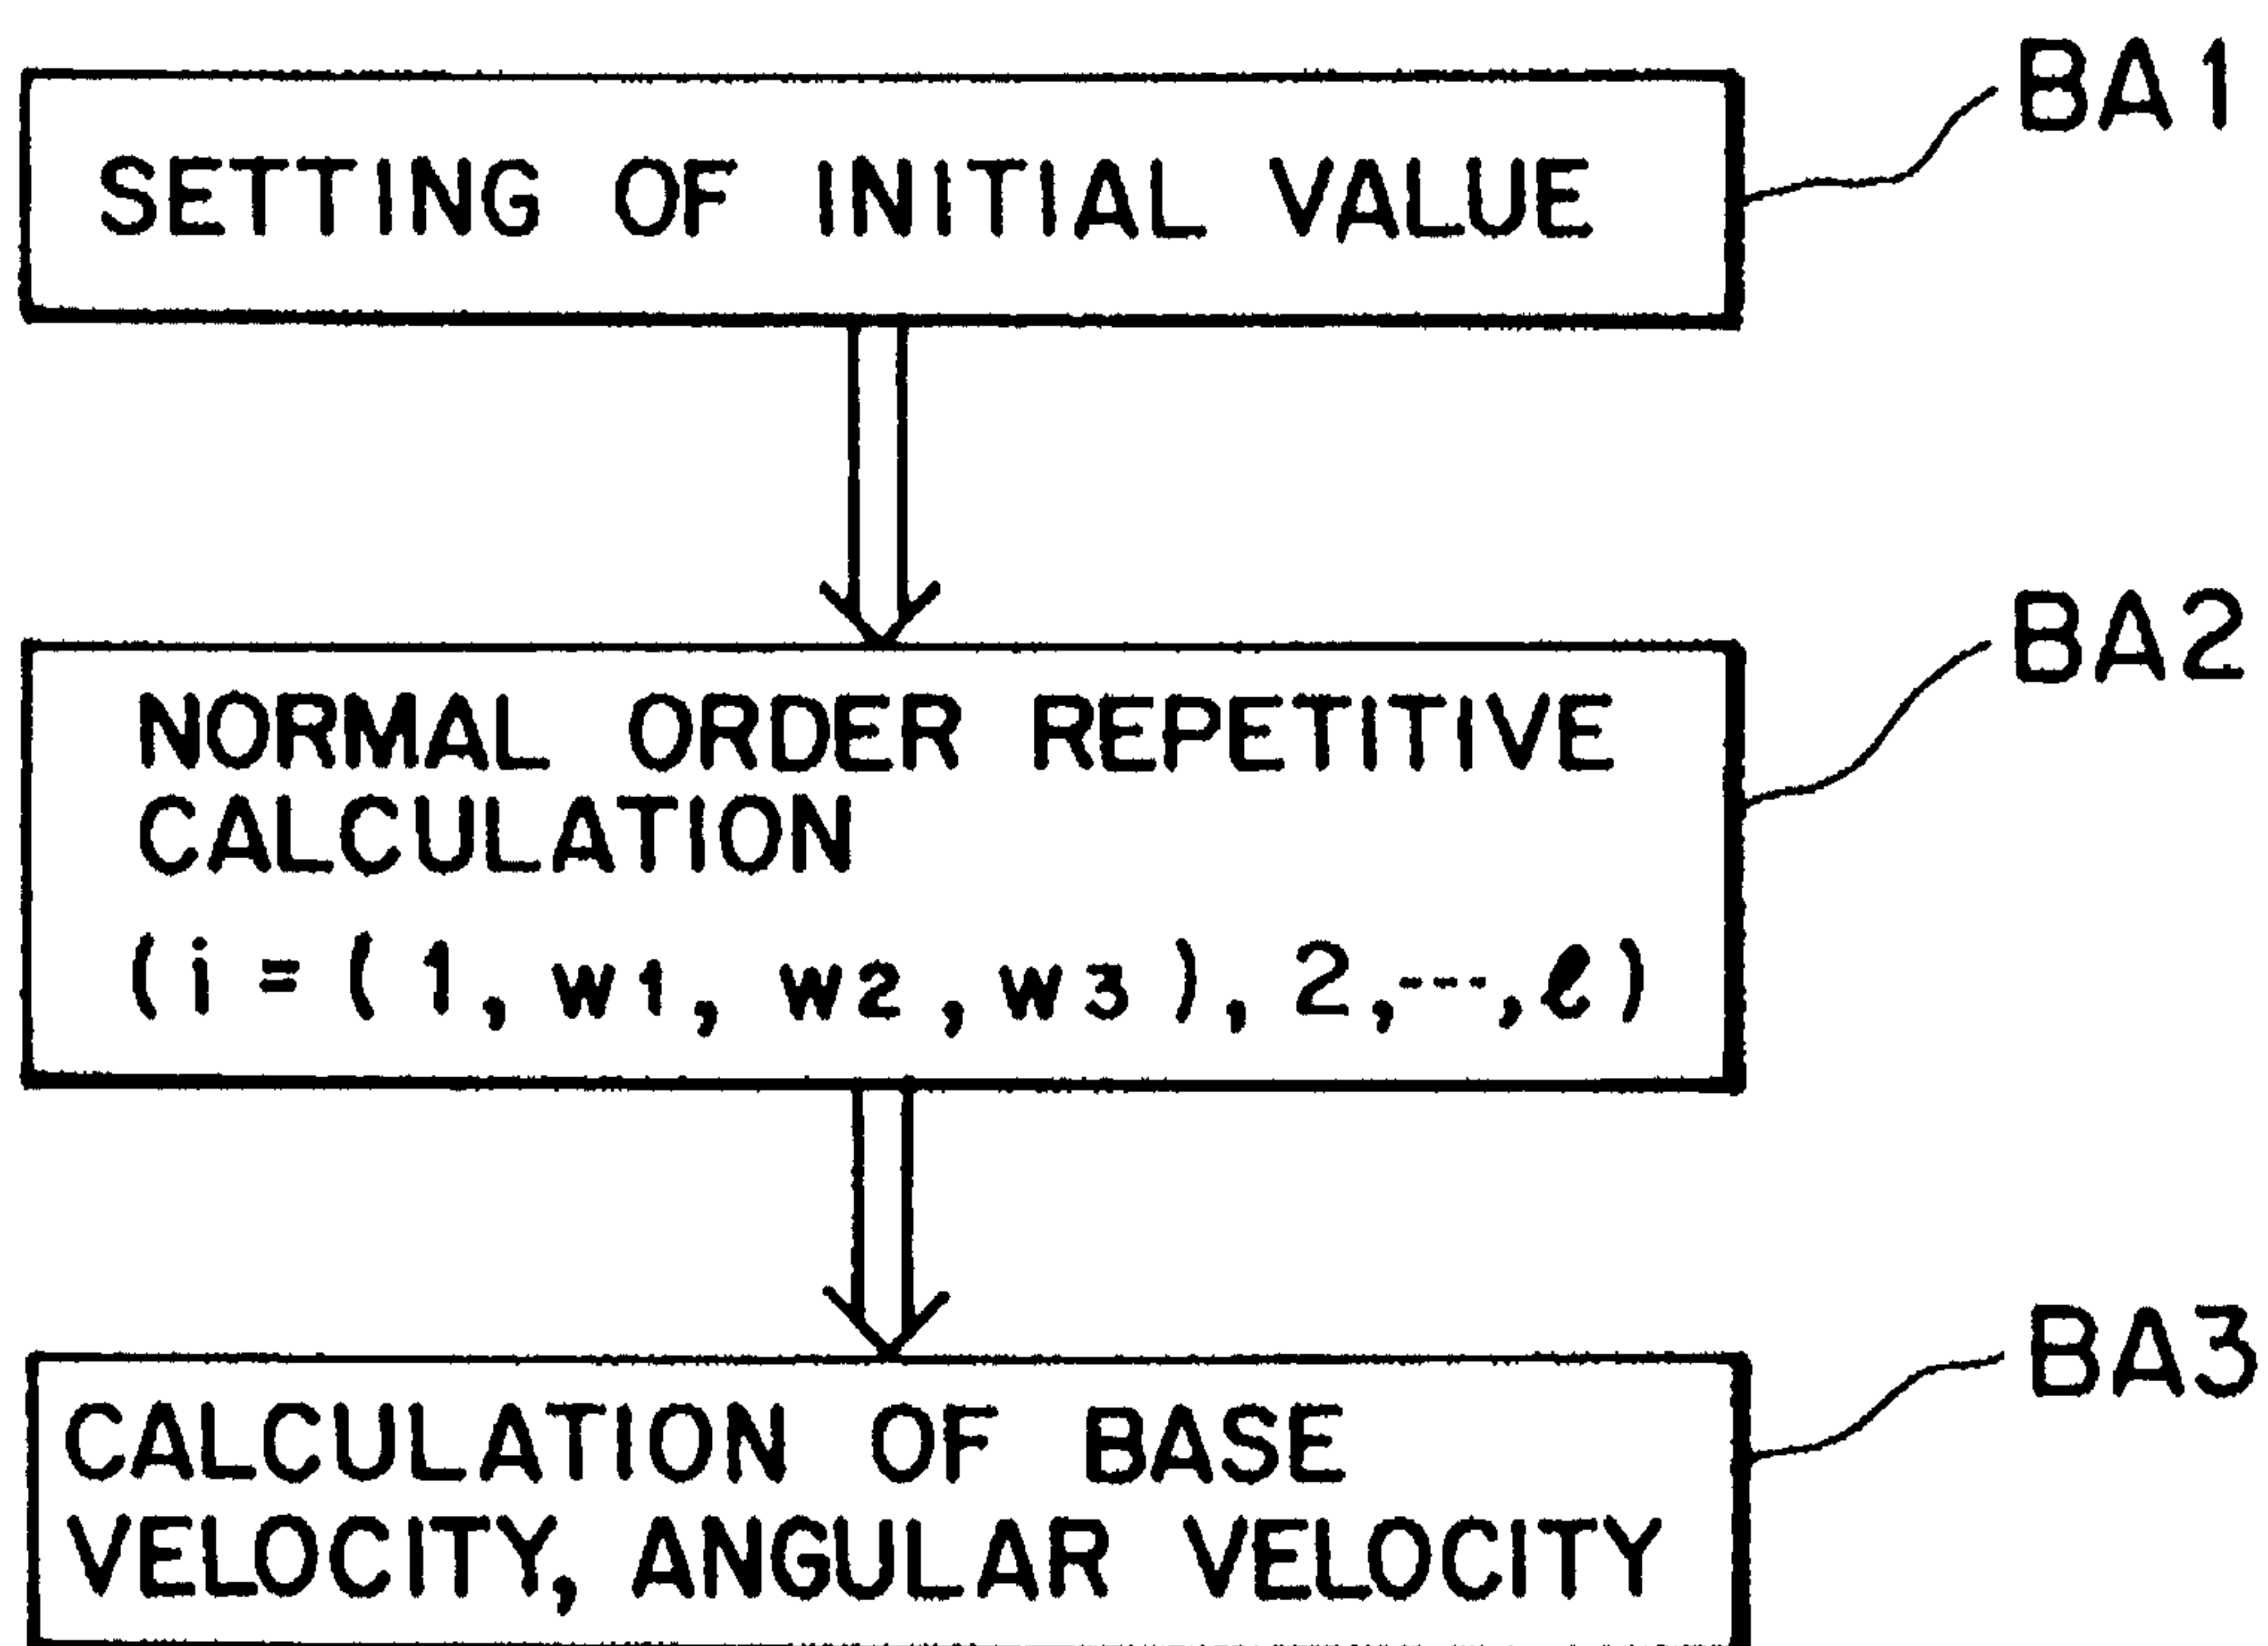 BA1
SETTING OF INITIAL VALUE
BA2
NORMAL ORDER REPETITIVE
CALCULATION
(i = (1, w1, w2, w3), 2,---,ℓ)
BA3
CALCULATION OF BASE
VELOCITY, ANGULAR VELOCITY